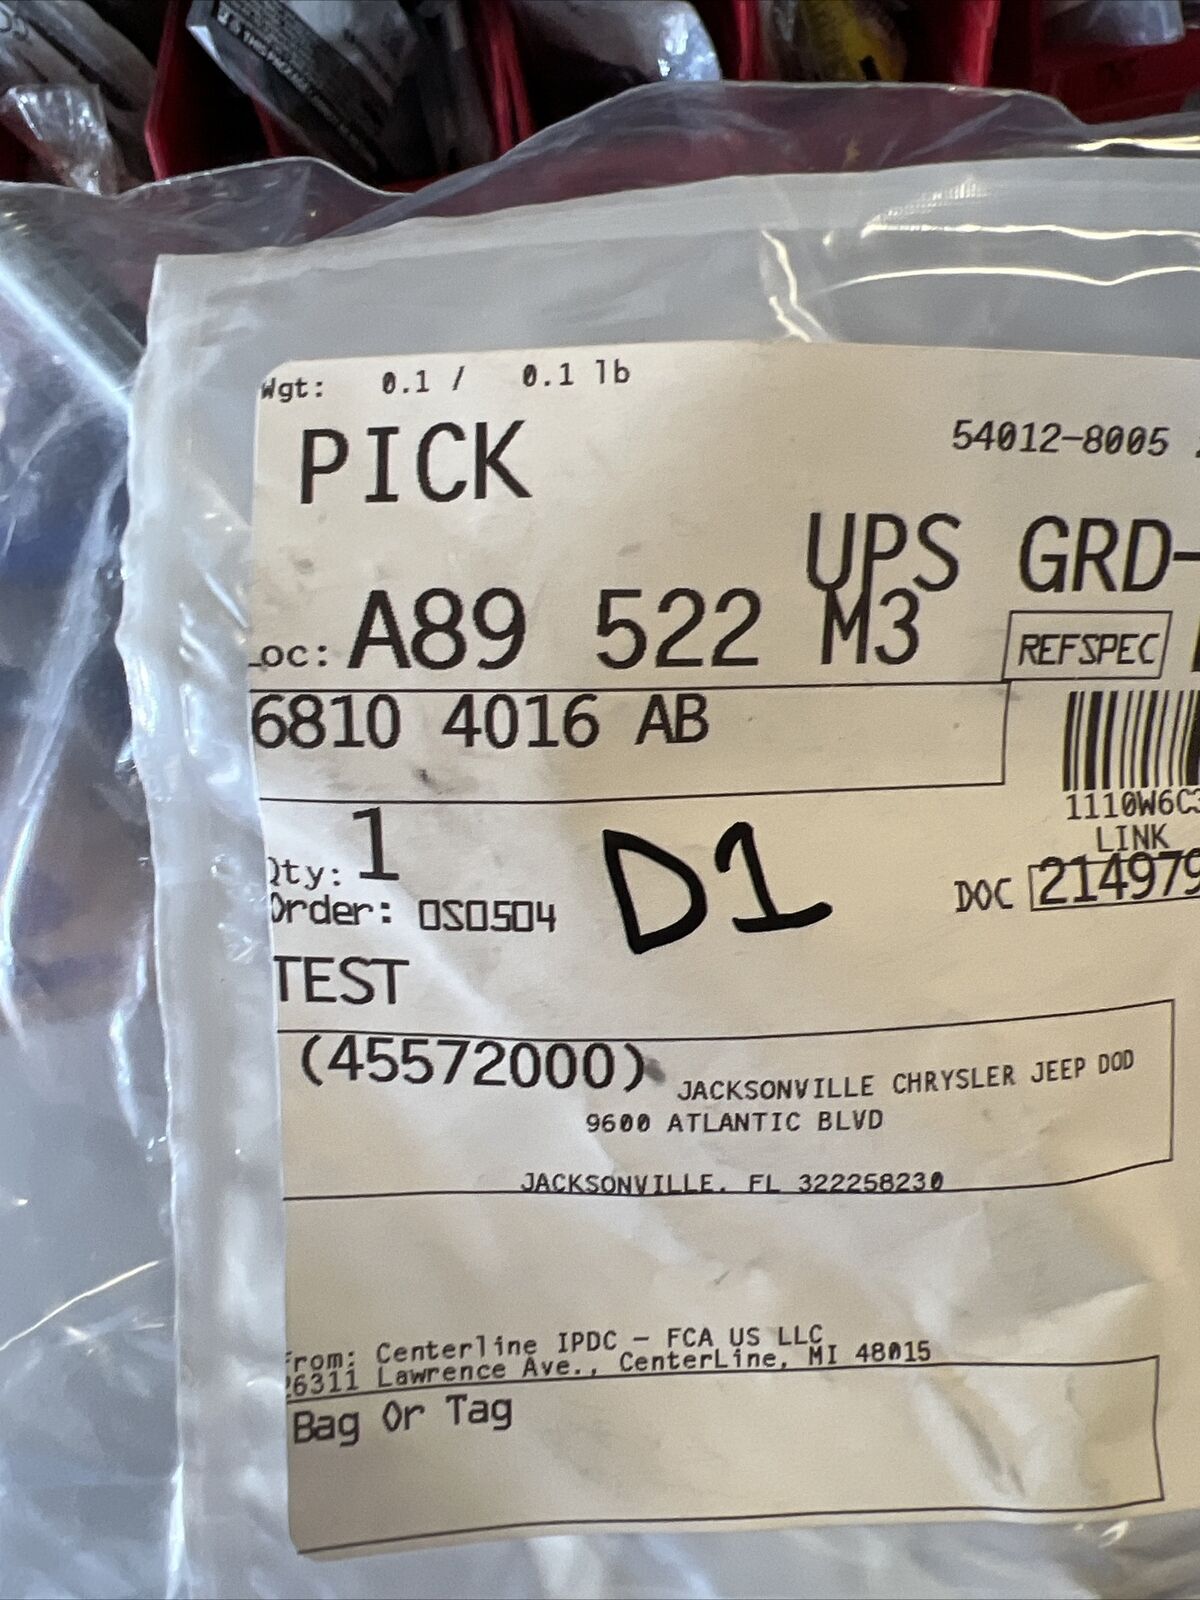 Wgt: 0.1 / 0.1 lb
PICK
54012-8005
UPS GRD-
Loc: A89 522 M3
REFSPEC
6810 4016 AB
1110W6C3
LINK
Qty: 1
DOC 214979
Order: OSO504
D1
TEST
(45572000) JACKSONVILLE CHRYSLER JEEP DOD
9600 ATLANTIC BLVD
JACKSONVILLE, FL 322258230
From: Centerline IPDC - FCA US LLC
26311 Lawrence Ave., CenterLine, MI 48015
Bag Or Tag